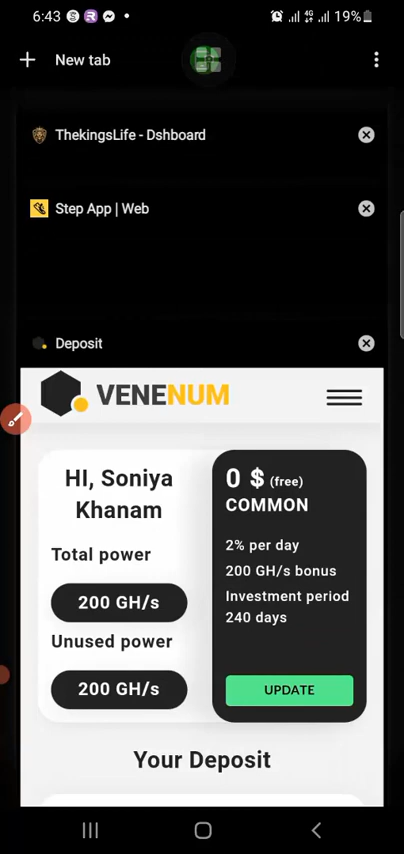 6:43
4G
19%
New tab
ThekingsLife - Dshboard
Step App | Web
Deposit
VENENUM
HI, Soniya
Khanam
Total power
200 GH/s
Unused power
200 GH/s
0 $ (free)
COMMON
2% per day
200 GH/s bonus
Investment period
240 days
UPDATE
Your Deposit